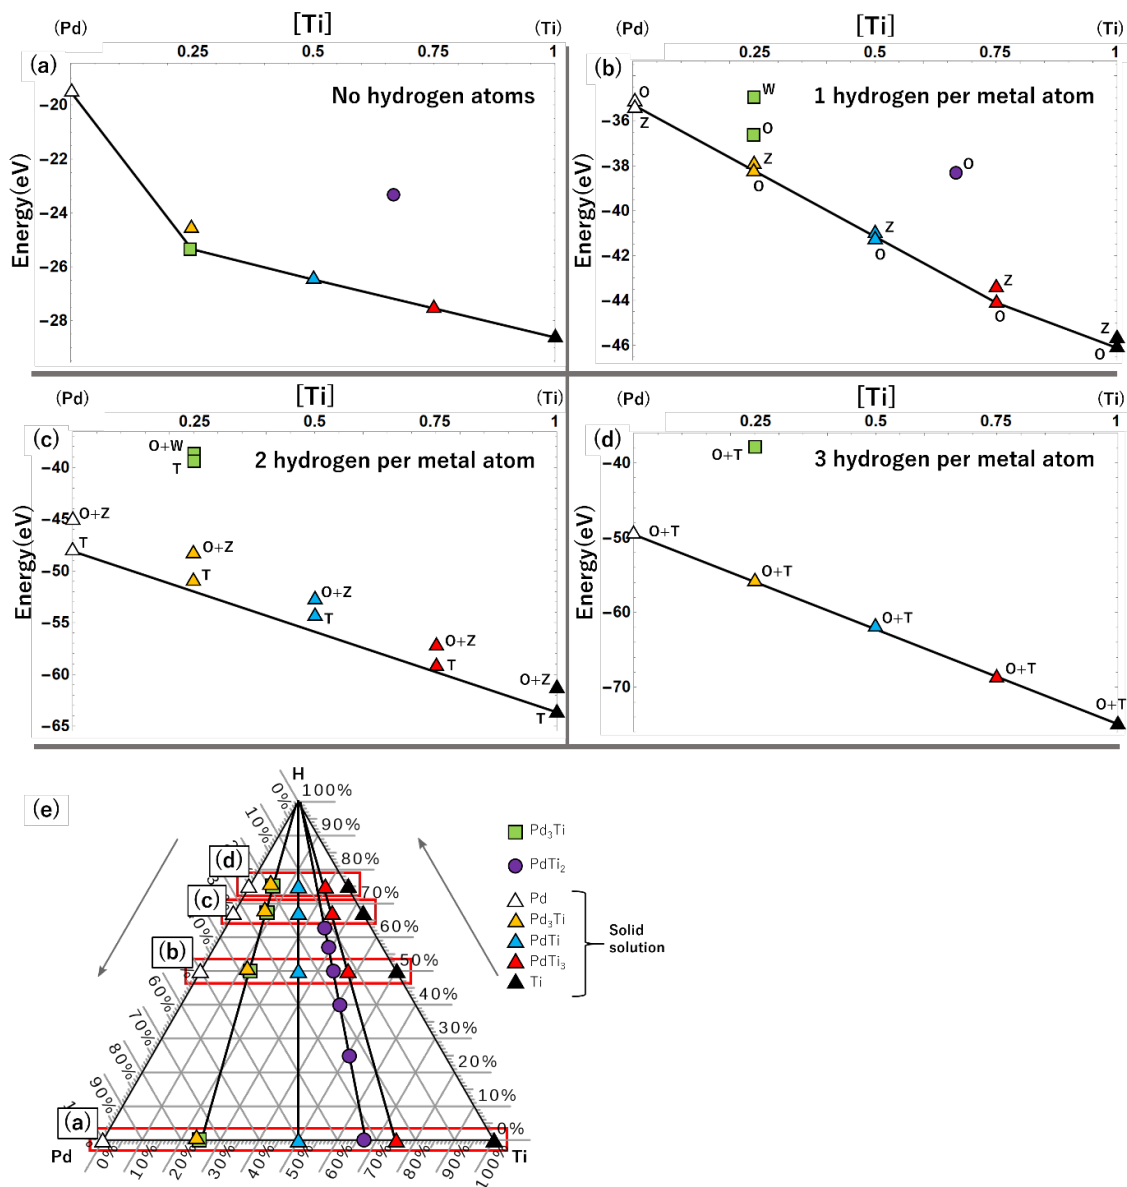 (Pd) [Ti] (Ti)
0.25 0.5 0.75 1
(a)
No hydrogen atoms
Energy(eV)
−20
−22
−24
−26
−28
(Pd) [Ti] (Ti)
0.25 0.5 0.75 1
(b)
1 hydrogen per metal atom
Energy(eV)
−36
−38
−40
−42
−44
−46
O
Z
W
O
Z
O
Z
O
O
Z
O
Z
O
(Pd) [Ti] (Ti)
0.25 0.5 0.75 1
(c)
2 hydrogen per metal atom
Energy(eV)
−40
−45
−50
−55
−60
−65
O+W
T
O+Z
T
O+Z
T
O+Z
T
O+Z
T
O+Z
T
(Pd) [Ti] (Ti)
0.25 0.5 0.75 1
(d)
3 hydrogen per metal atom
Energy(eV)
−40
−50
−60
−70
O+T
O+T
O+T
O+T
O+T
O+T
(e)
H
100%
90%
80%
70%
60%
50%
40%
30%
20%
10%
0%
0%
10%
60%
70%
80%
90%
(d)
(c)
(b)
(a)
Pd
Ti
0% 10% 20% 30% 40% 50% 60% 70% 80% 90% 100%
Pd₃Ti
PdTi₂
Pd
Pd₃Ti
PdTi
PdTi₃
Ti
Solid
solution